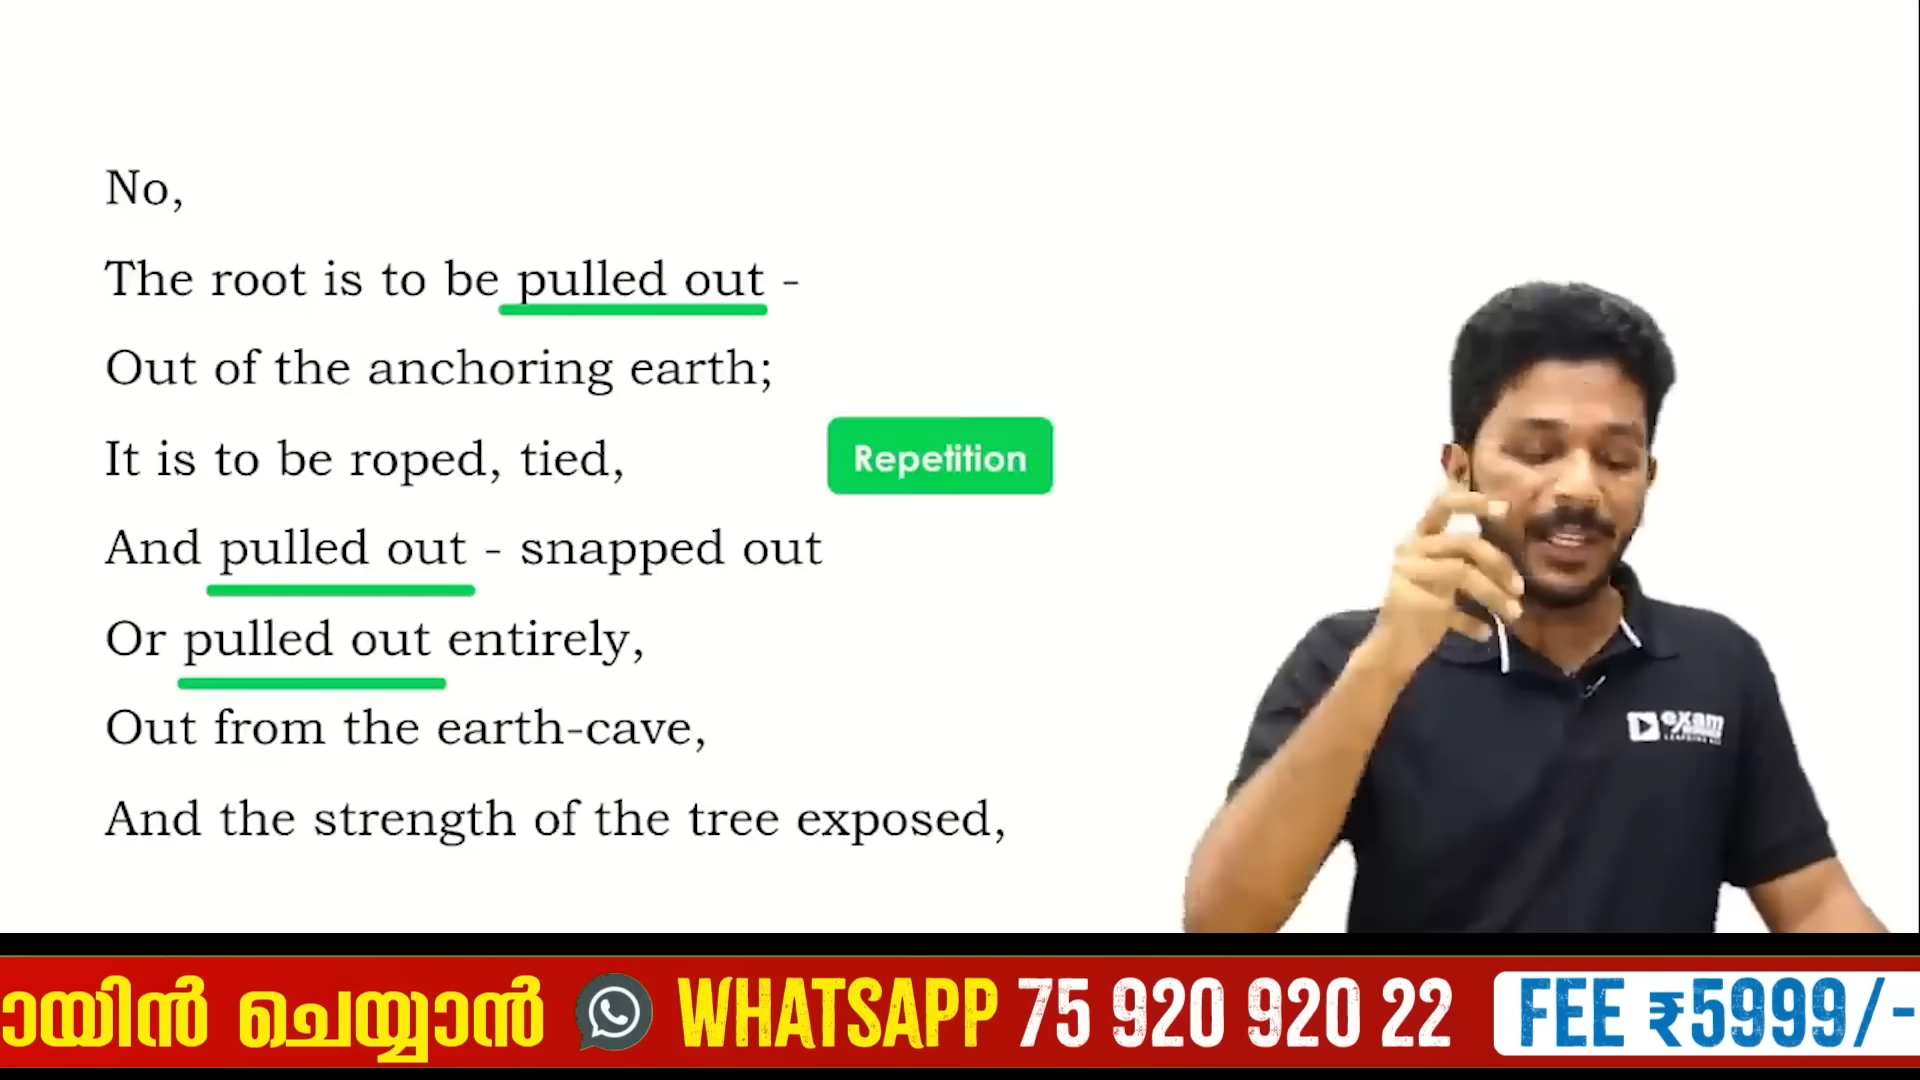 No,
The root is to be pulled out -
Out of the anchoring earth;
It is to be roped, tied,
Repetition
And pulled out - snapped out
Or pulled out entirely,
Out from the earth-cave,
And the strength of the tree exposed,
exam
ായിൻ ചെയ്യാൻ WHATSAPP 75 920 920 22 FEE ₹5999/-